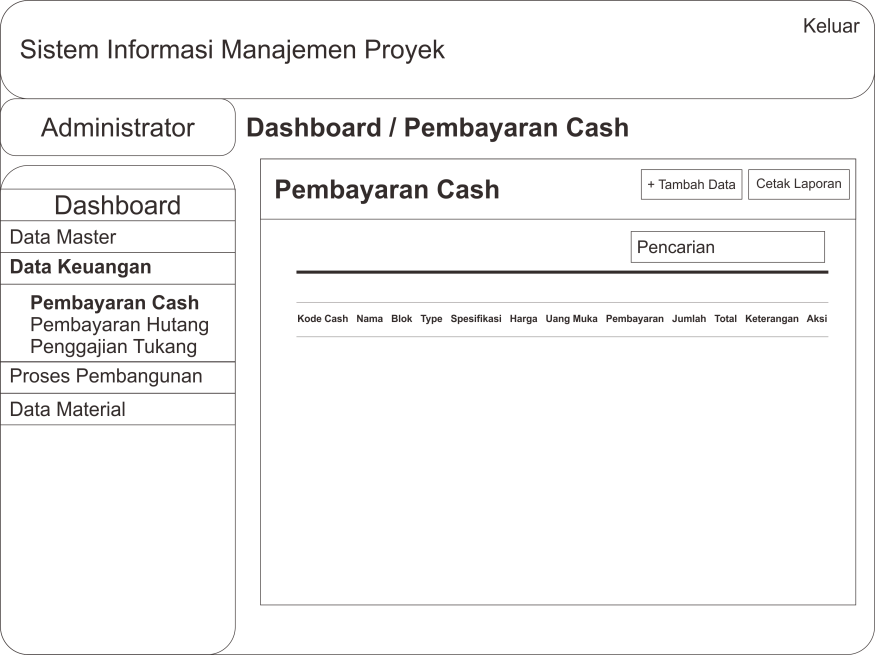 Keluar
Sistem Informasi Manajemen Proyek
Administrator
Dashboard / Pembayaran Cash
Dashboard
Data Master
Data Keuangan
Pembayaran Cash
Pembayaran Hutang
Penggajian Tukang
Proses Pembangunan
Data Material
Pembayaran Cash
+ Tambah Data
Cetak Laporan
Pencarian
Kode Cash Nama Blok Type Spesifikasi Harga Uang Muka Pembayaran Jumlah Total Keterangan Aksi